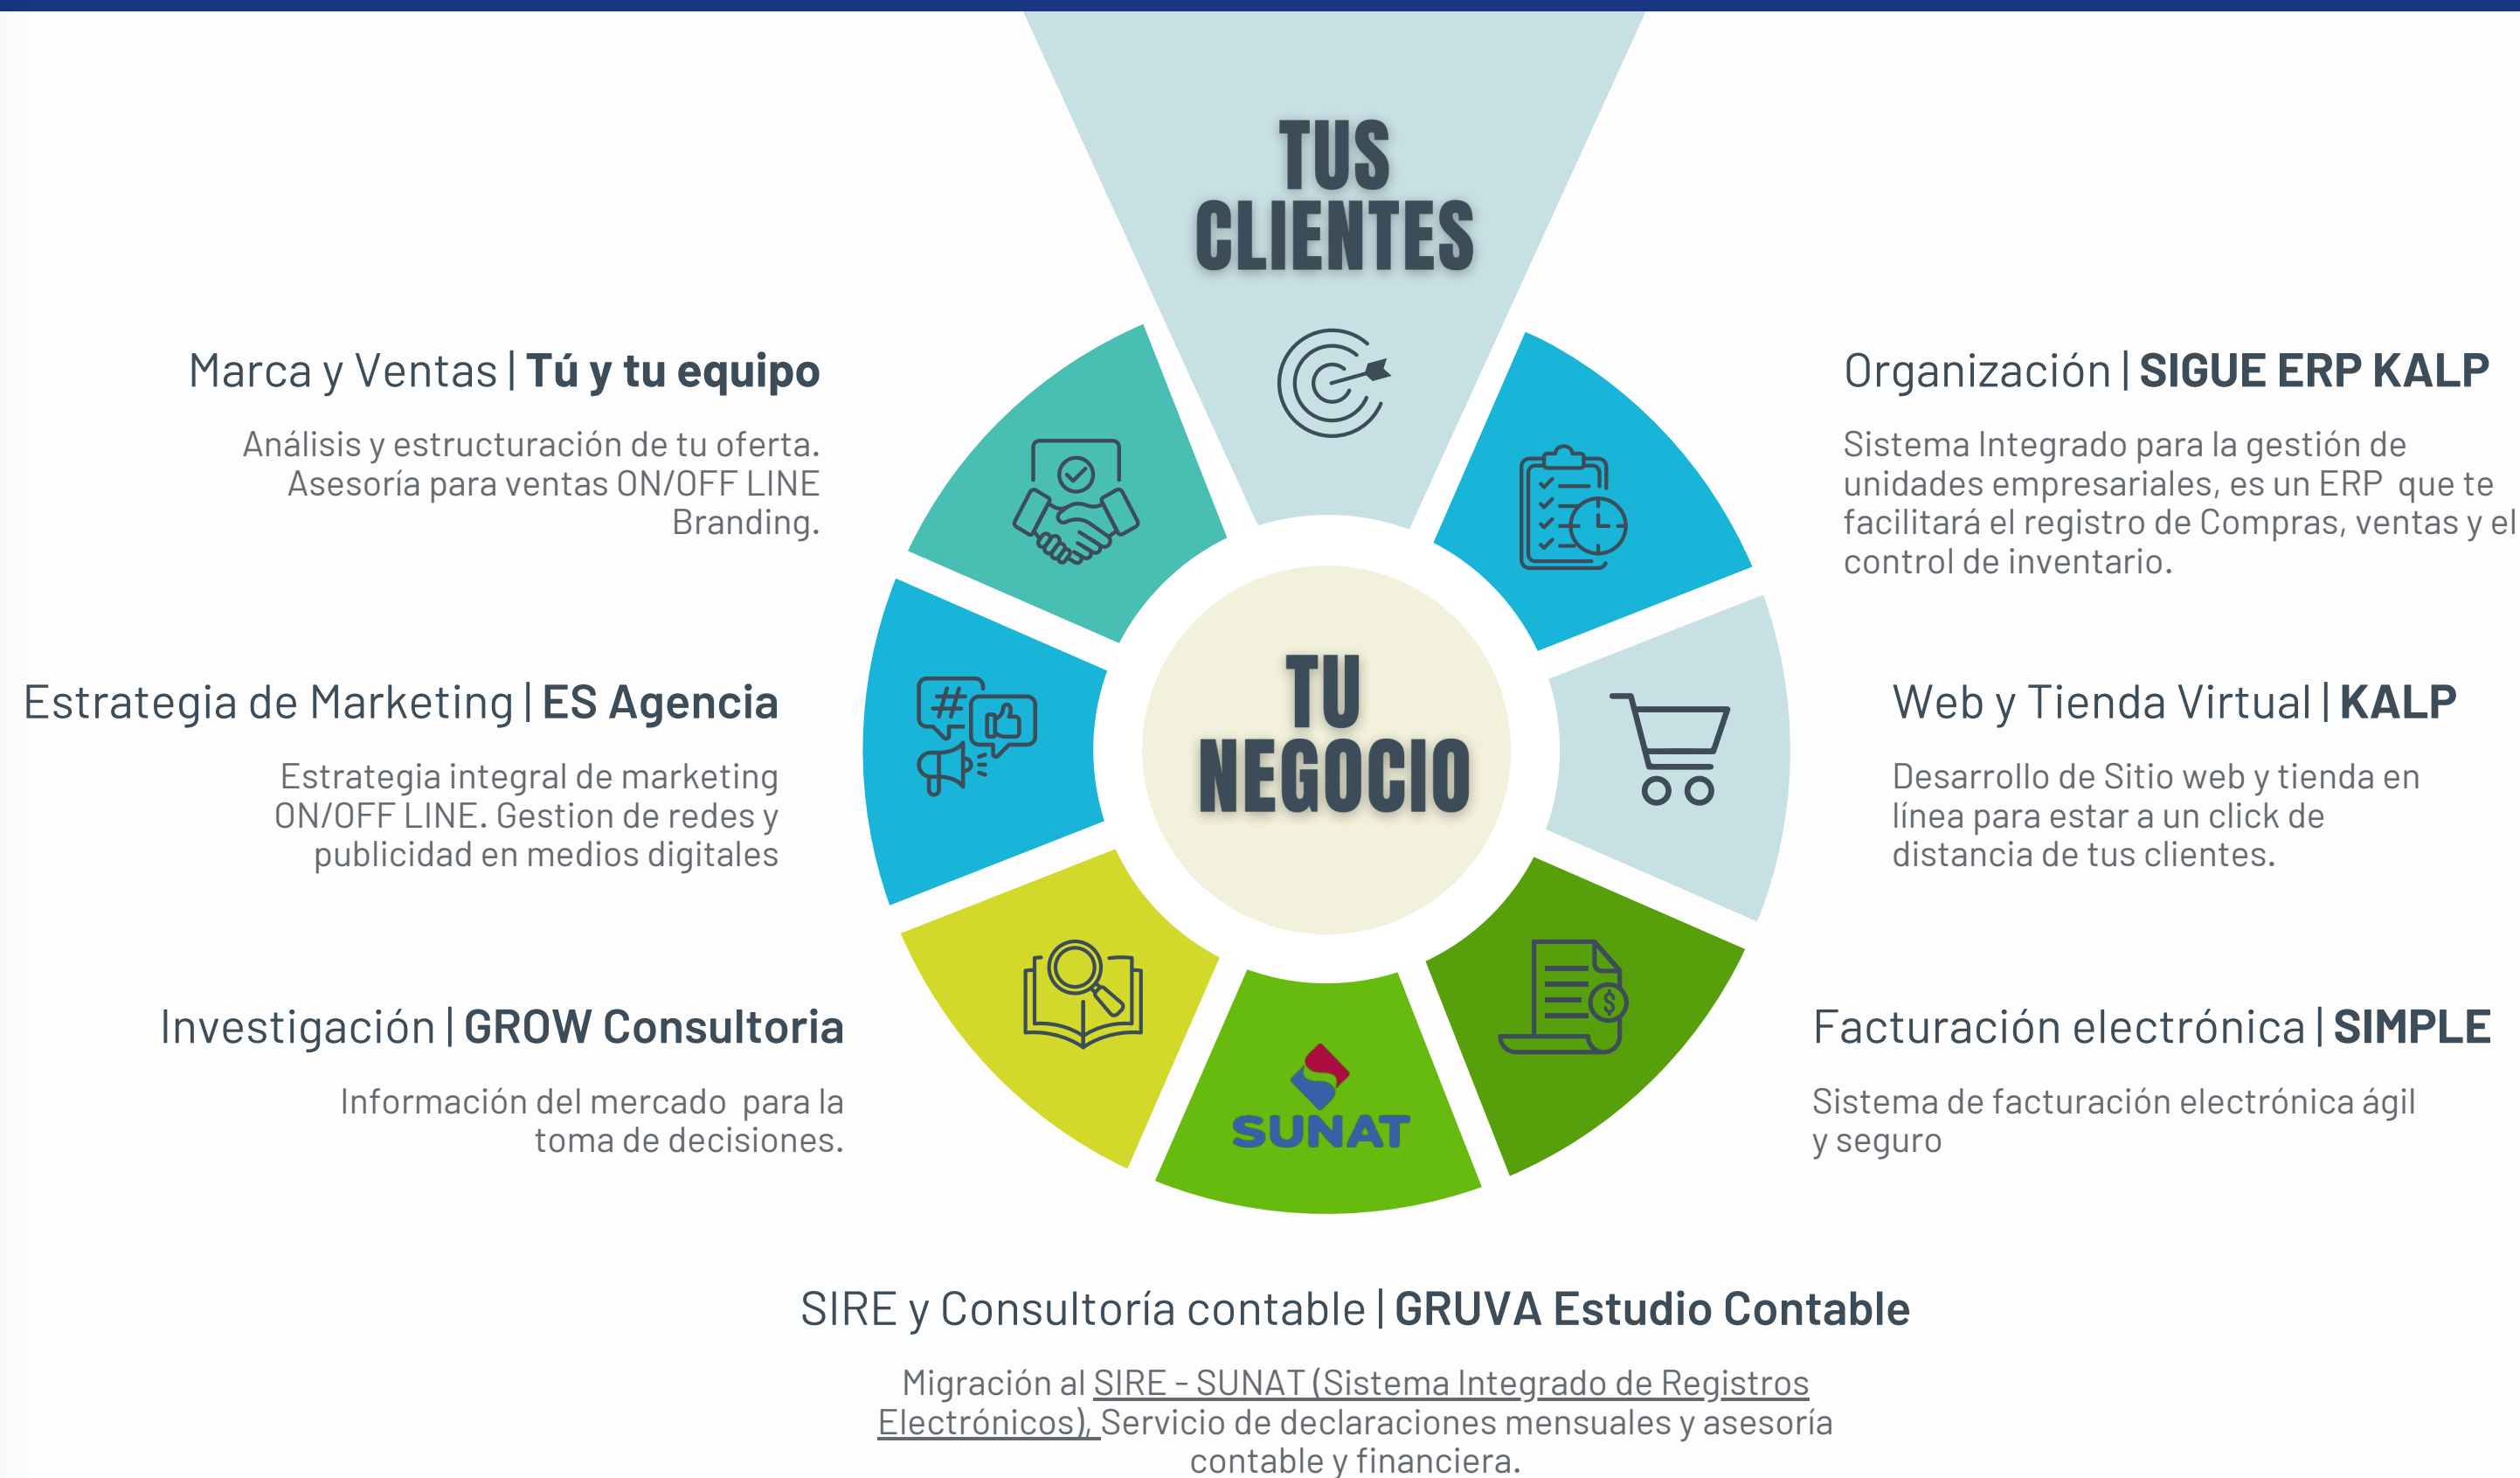 TUS
CLIENTES
Marca y Ventas | Tú y tu equipo
Análisis y estructuración de tu oferta.
Asesoría para ventas ON/OFF LINE
Branding.
Organización | SIGUE ERP KALP
Sistema Integrado para la gestión de
unidades empresariales, es un ERP  que te
facilitará el registro de Compras, ventas y el
control de inventario.
TU
NEGOCIO
Estrategia de Marketing | ES Agencia
Estrategia integral de marketing
ON/OFF LINE. Gestion de redes y
publicidad en medios digitales
#
Web y Tienda Virtual | KALP
Desarrollo de Sitio web y tienda en
línea para estar a un click de
distancia de tus clientes.
Investigación | GROW Consultoria
Información del mercado  para la
toma de decisiones.
$
SUNAT
Facturación electrónica | SIMPLE
Sistema de facturación electrónica ágil
y seguro
SIRE y Consultoría contable | GRUVA Estudio Contable
Migración al SIRE - SUNAT (Sistema Integrado de Registros
Electrónicos), Servicio de declaraciones mensuales y asesoría
contable y financiera.